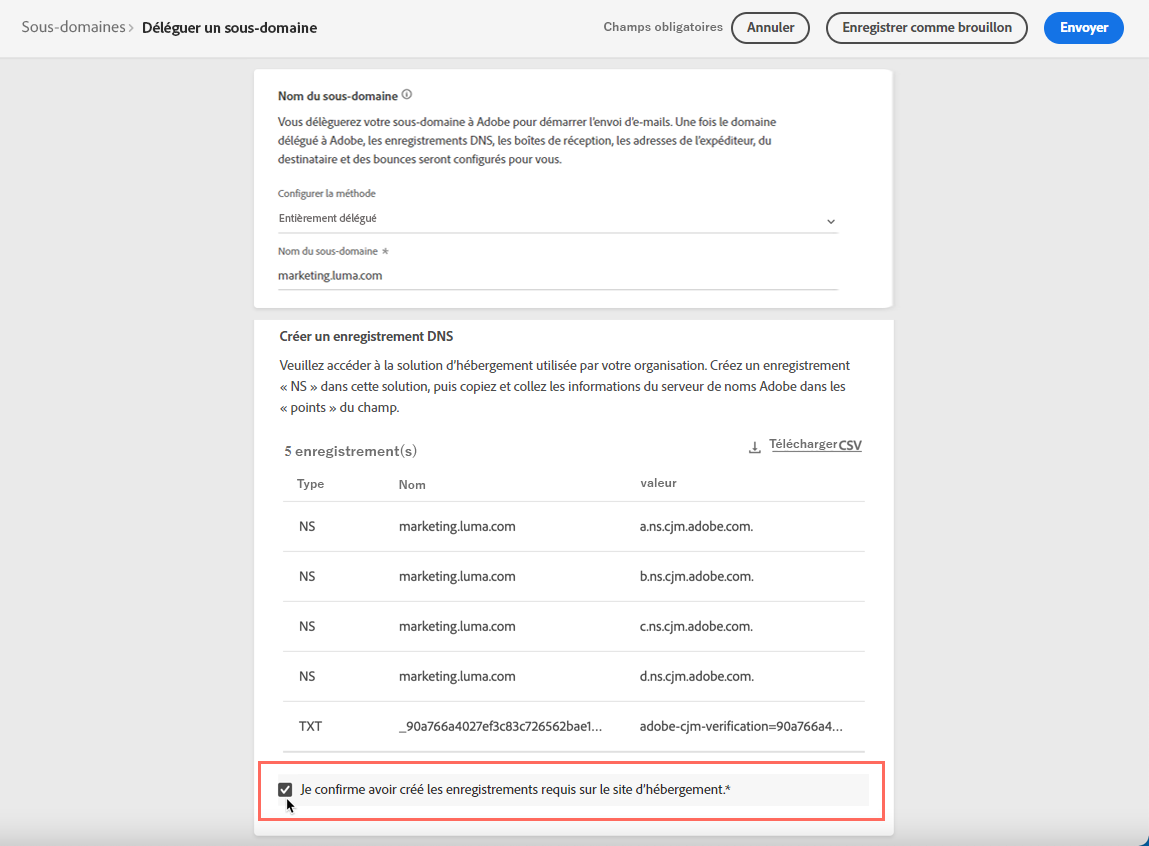 Sous-domaines › Déléguer un sous-domaine
Champs obligatoires
Annuler
Enregistrer comme brouillon
Envoyer
Nom du sous-domaine
Vous délèguerez votre sous-domaine à Adobe pour démarrer l'envoi d'e-mails. Une fois le domaine
délégué à Adobe, les enregistrements DNS, les boîtes de réception, les adresses de l'expéditeur, du
destinataire et des bounces seront configurés pour vous.
Configurer la méthode
Entièrement délégué
Nom du sous-domaine *
marketing.luma.com
Créer un enregistrement DNS
Veuillez accéder à la solution d'hébergement utilisée par votre organisation. Créez un enregistrement
« NS » dans cette solution, puis copiez et collez les informations du serveur de noms Adobe dans les
« points » du champ.
5 enregistrement(s)
Télécharger CSV
Type Nom valeur
NS marketing.luma.com a.ns.cjm.adobe.com.
NS marketing.luma.com b.ns.cjm.adobe.com.
NS marketing.luma.com c.ns.cjm.adobe.com.
NS marketing.luma.com d.ns.cjm.adobe.com.
TXT _90a766a4027ef3c83c726562bae1... adobe-cjm-verification=90a766a4...
Je confirme avoir créé les enregistrements requis sur le site d'hébergement.*